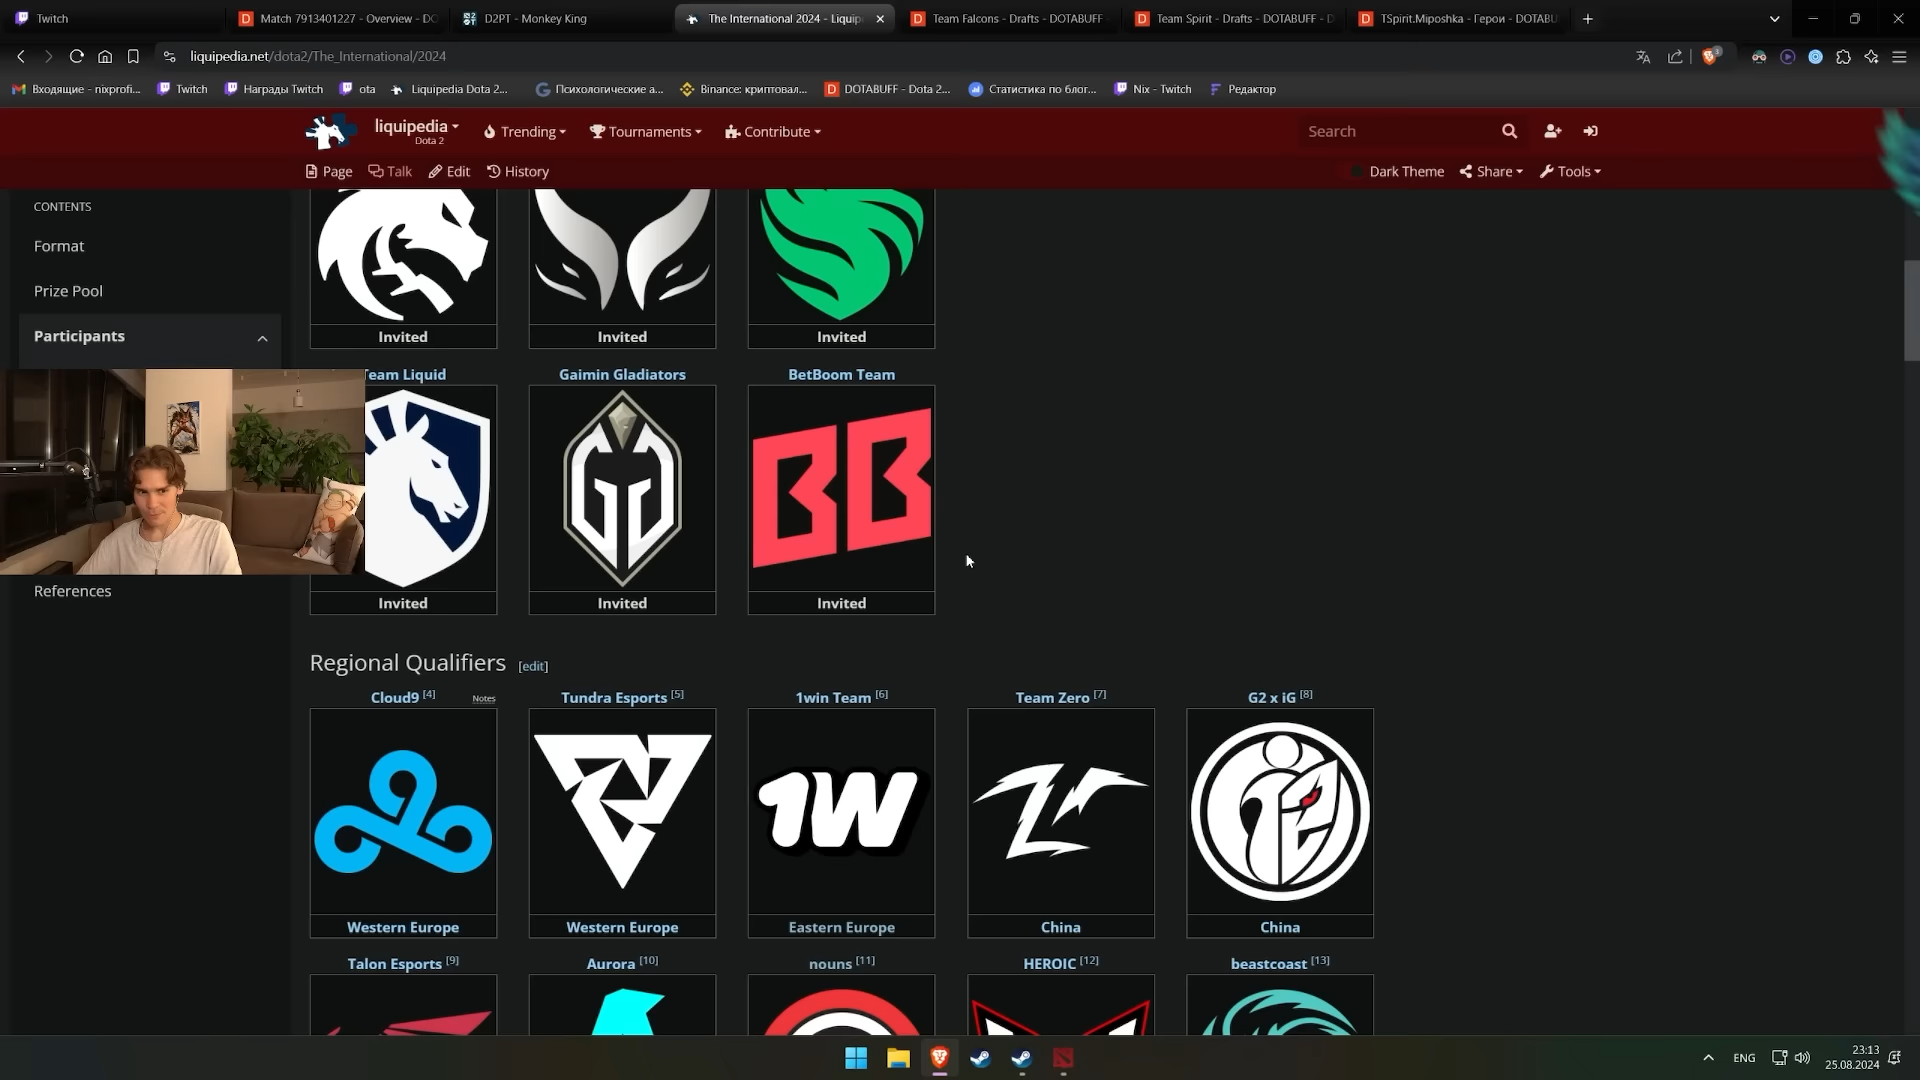 Twitch
Match 7913401227 - Overview - DO
D2PT - Monkey King
The International 2024 - Liquip
Team Falcons - Drafts - DOTABUFF -
Team Spirit - Drafts - DOTABUFF - D
TSpirit.Miposhka - Герои - DOTABU
liquipedia.net/dota2/The_International/2024
Входящие - nixprofi...
Twitch
Награды Twitch
ota
Liquipedia Dota 2...
Психологические а...
Binance: криптовал...
DOTABUFF - Dota 2...
Статистика по блог...
Nix - Twitch
Редактор
liquipedia
Dota 2
Trending
Tournaments
Contribute
Search
Page
Talk
Edit
History
Dark Theme
Share
Tools
CONTENTS
Format
Prize Pool
Participants
References
Invited
Invited
Invited
Team Liquid
Gaimin Gladiators
BetBoom Team
BB
Invited
Invited
Invited
Regional Qualifiers [edit]
Cloud9 [4] Notes
Tundra Esports [5]
1win Team [6]
Team Zero [7]
G2 x iG [8]
1W
Western Europe
Western Europe
Eastern Europe
China
China
Talon Esports [9]
Aurora [10]
nouns [11]
HEROIC [12]
beastcoast [13]
ENG
23:13
25.08.2024